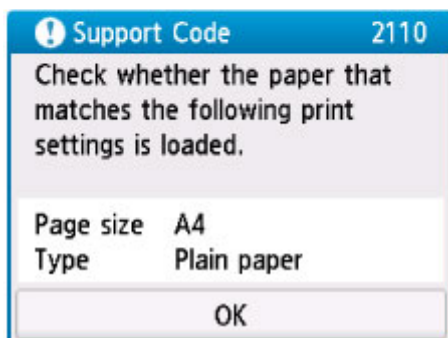 Support Code 2110
Check whether the paper that
matches the following print
settings is loaded.
Page size A4
Type Plain paper
OK